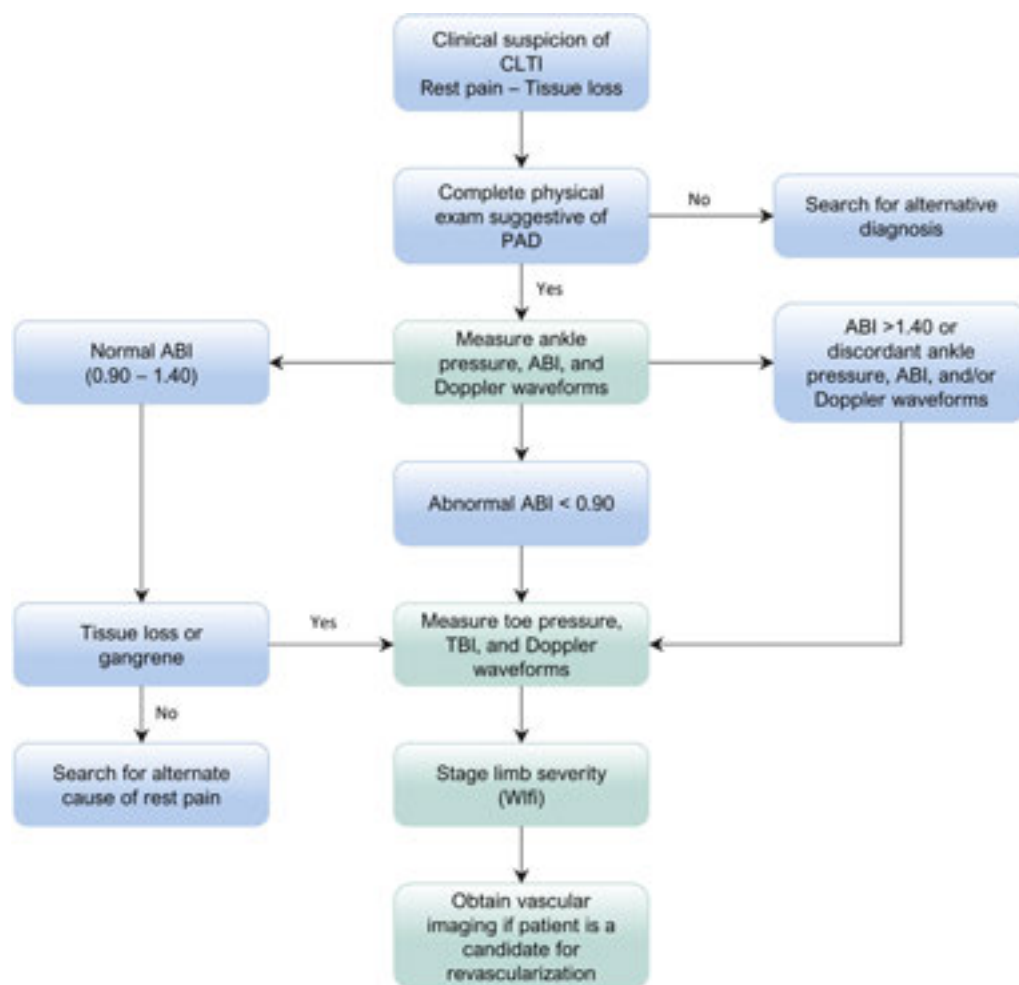 Clinical suspicion of
CLTI
Rest pain – Tissue loss
Complete physical
exam suggestive of
PAD
No
Search for alternative
diagnosis
Yes
Normal ABI
(0.90 – 1.40)
Measure ankle
pressure, ABI, and
Doppler waveforms
ABI >1.40 or
discordant ankle
pressure, ABI, and/or
Doppler waveforms
Abnormal ABI < 0.90
Tissue loss or
gangrene
Yes
Measure toe pressure,
TBI, and Doppler
waveforms
No
Search for alternate
cause of rest pain
Stage limb severity
(WIfi)
Obtain vascular
imaging if patient is a
candidate for
revascularization